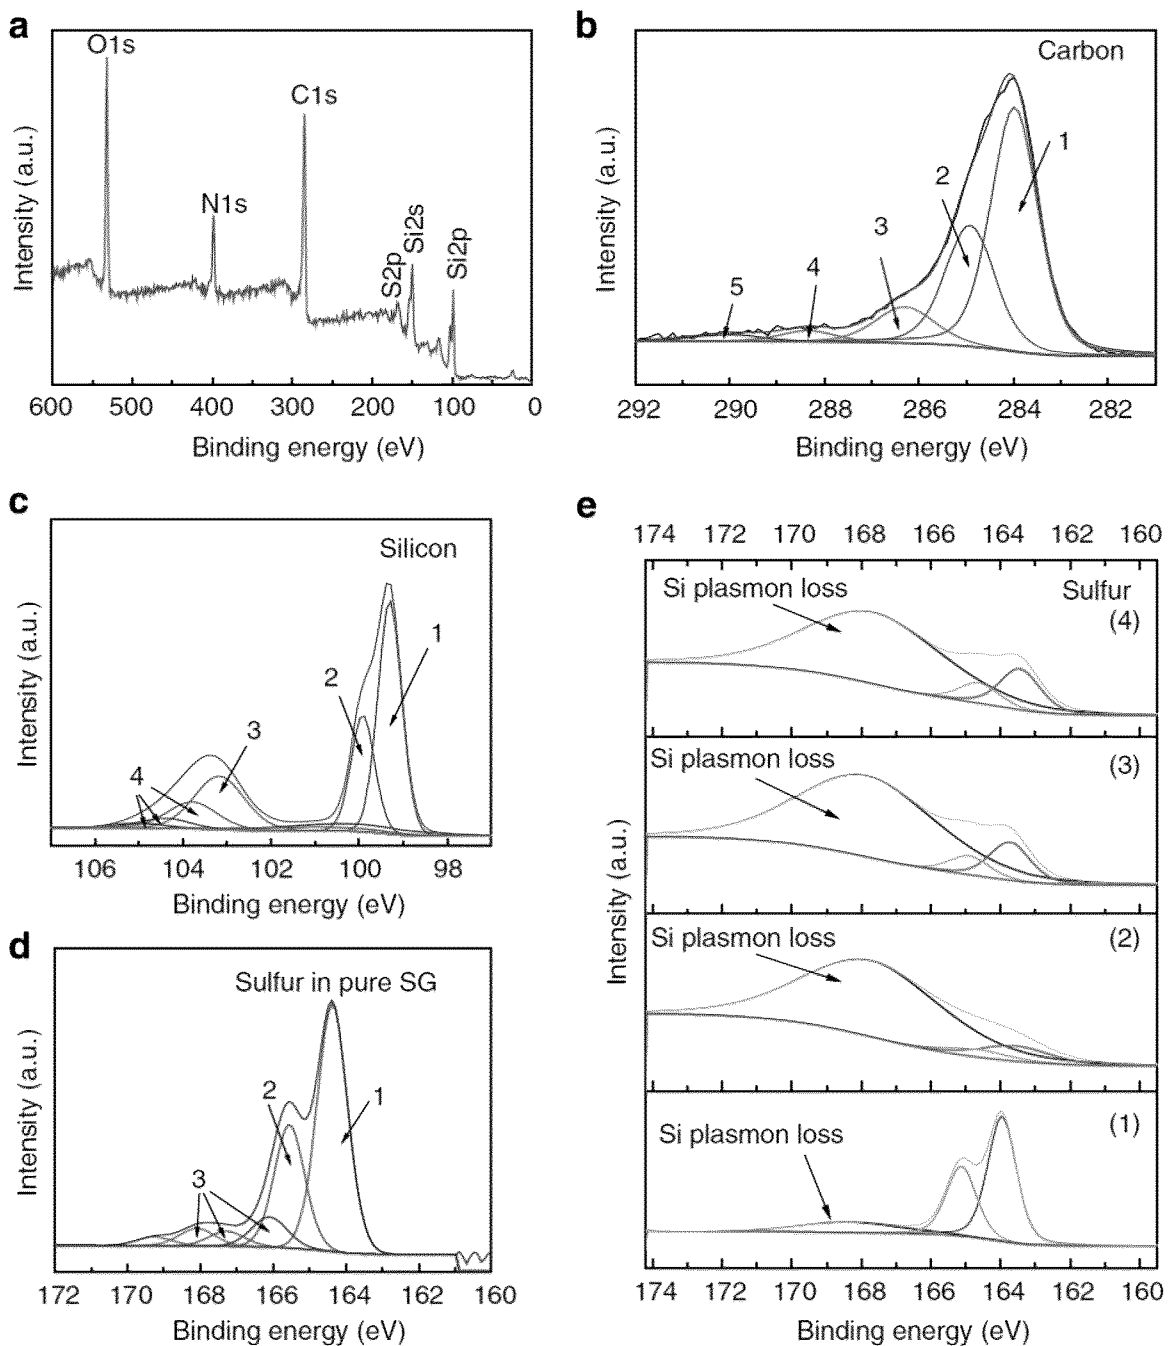 a
O1s
C1s
N1s
S2p
Si2s
Si2p
Intensity (a.u.)
600 500 400 300 200 100 0
Binding energy (eV)
b
Carbon
1
2
3
4
5
Intensity (a.u.)
292 290 288 286 284 282
Binding energy (eV)
c
Silicon
1
2
3
4
Intensity (a.u.)
106 104 102 100 98
Binding energy (eV)
d
Sulfur in pure SG
1
2
3
Intensity (a.u.)
172 170 168 166 164 162 160
Binding energy (eV)
e
174 172 170 168 166 164 162 160
Si plasmon loss
Sulfur
(4)
Si plasmon loss
(3)
Si plasmon loss
(2)
Si plasmon loss
(1)
Intensity (a.u.)
174 172 170 168 166 164 162 160
Binding energy (eV)